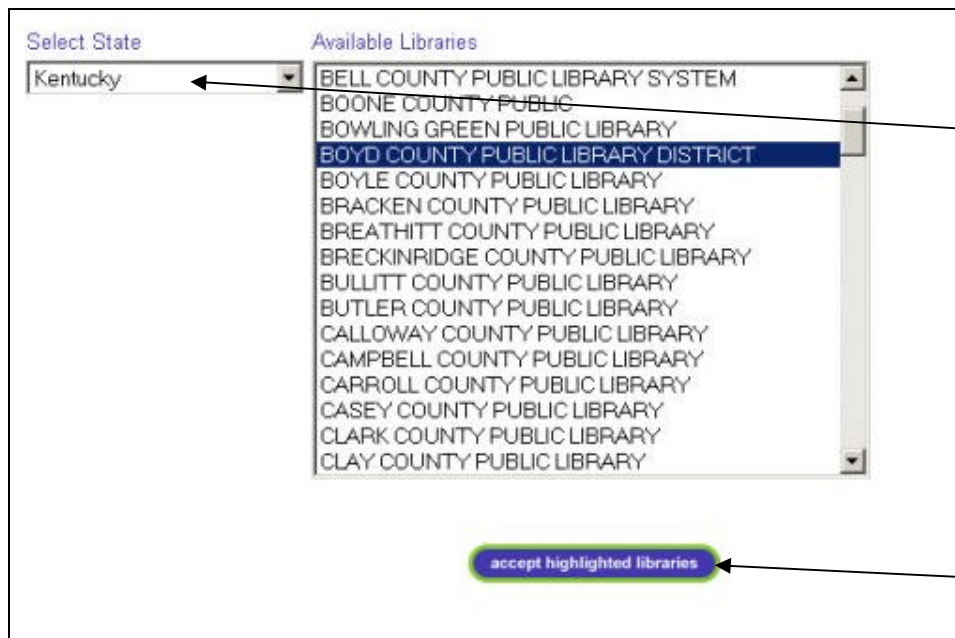 Select State
Available Libraries
Kentucky
BELL COUNTY PUBLIC LIBRARY SYSTEM
BOONE COUNTY PUBLIC
BOWLING GREEN PUBLIC LIBRARY
BOYD COUNTY PUBLIC LIBRARY DISTRICT
BOYLE COUNTY PUBLIC LIBRARY
BRACKEN COUNTY PUBLIC LIBRARY
BREATHITT COUNTY PUBLIC LIBRARY
BRECKINRIDGE COUNTY PUBLIC LIBRARY
BULLITT COUNTY PUBLIC LIBRARY
BUTLER COUNTY PUBLIC LIBRARY
CALLOWAY COUNTY PUBLIC LIBRARY
CAMPBELL COUNTY PUBLIC LIBRARY
CARROLL COUNTY PUBLIC LIBRARY
CASEY COUNTY PUBLIC LIBRARY
CLARK COUNTY PUBLIC LIBRARY
CLAY COUNTY PUBLIC LIBRARY
accept highlighted libraries